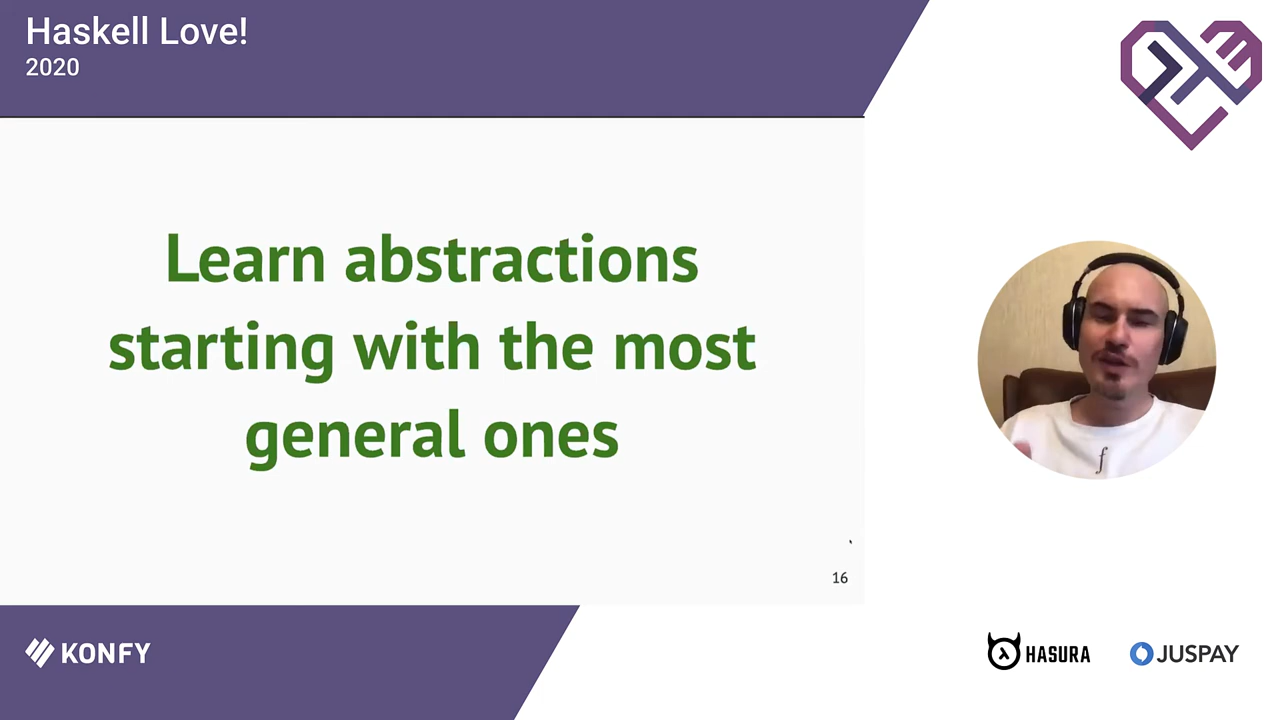 Haskell Love!
2020
Learn abstractions
starting with the most
general ones
16
f
KONFY
HASURA
JUSPAY